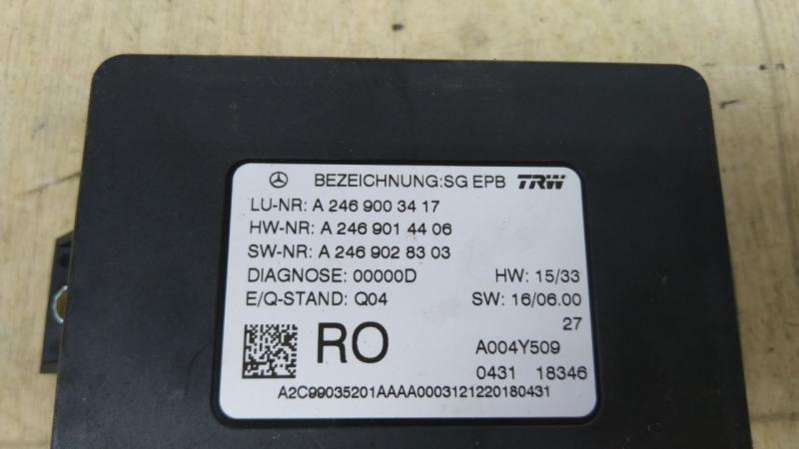 BEZEICHNUNG:SG EPB TRW
LU-NR: A 246 900 34 17
HW-NR: A 246 901 44 06
SW-NR: A 246 902 83 03
DIAGNOSE: 00000D HW: 15/33
E/Q-STAND: Q04 SW: 16/06.00
27
RO A004Y509
0431 18346
A2C99035201AAAA0003121220180431